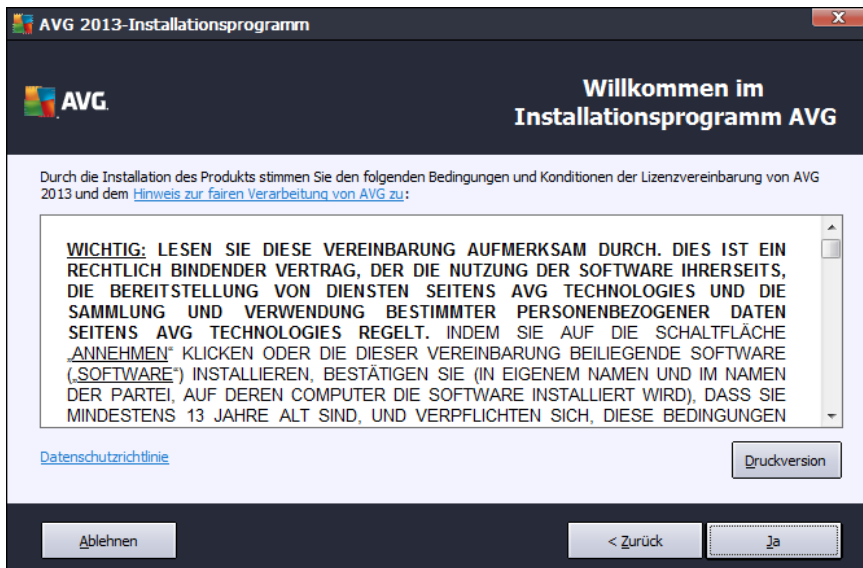 AVG 2013-Installationsprogramm
X
AVG.
Willkommen im
Installationsprogramm AVG
Durch die Installation des Produkts stimmen Sie den folgenden Bedingungen und Konditionen der Lizenzvereinbarung von AVG
2013 und dem Hinweis zur fairen Verarbeitung von AVG zu:
WICHTIG: LESEN SIE DIESE VEREINBARUNG AUFMERKSAM DURCH. DIES IST EIN
RECHTLICH BINDENDER VERTRAG, DER DIE NUTZUNG DER SOFTWARE IHRERSEITS,
DIE BEREITSTELLUNG VON DIENSTEN SEITENS AVG TECHNOLOGIES UND DIE
SAMMLUNG UND VERWENDUNG BESTIMMTER PERSONENBEZOGENER DATEN
SEITENS AVG TECHNOLOGIES REGELT. INDEM SIE AUF DIE SCHALTFLÄCHE
„ANNEHMEN“ KLICKEN ODER DIE DIESER VEREINBARUNG BEILIEGENDE SOFTWARE
(„SOFTWARE“) INSTALLIEREN, BESTÄTIGEN SIE (IN EIGENEM NAMEN UND IM NAMEN
DER PARTEI, AUF DEREN COMPUTER DIE SOFTWARE INSTALLIERT WIRD), DASS SIE
MINDESTENS 13 JAHRE ALT SIND, UND VERPFLICHTEN SICH, DIESE BEDINGUNGEN
Datenschutzrichtlinie
Druckversion
Ablehnen
< Zurück
Ja